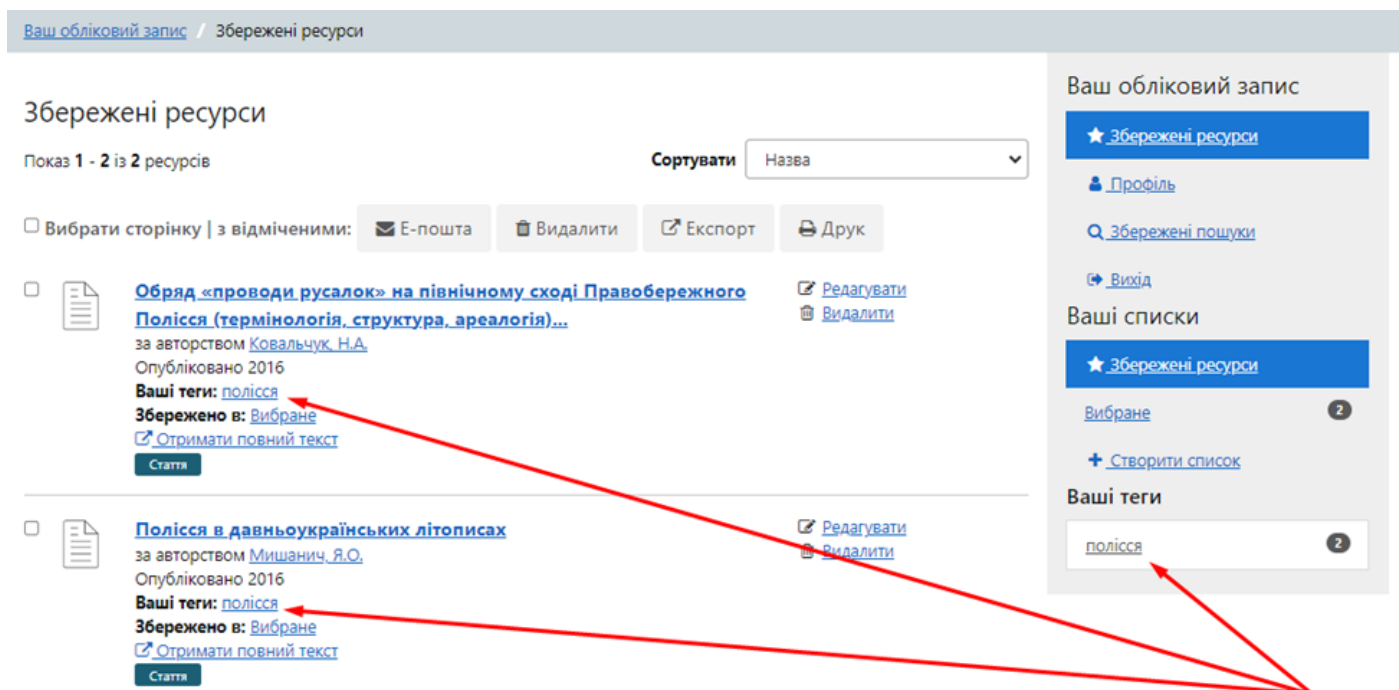 Ваш обліковий запис / Збережені ресурси
Збережені ресурси
Показ 1 - 2 із 2 ресурсів
Сортувати Назва
Вибрати сторінку | з відміченими: Е-пошта Видалити Експорт Друк
Обряд «проводи русалок» на північному сході Правобережного
Полісся (термінологія, структура, ареалогія)...
за авторством Ковальчук, Н.А.
Опубліковано 2016
Ваші теги: полісся
Збережено в: Вибране
Отримати повний текст
Стаття
Редагувати
Видалити
Полісся в давньоукраїнських літописах
за авторством Мишанич, Я.О.
Опубліковано 2016
Ваші теги: полісся
Збережено в: Вибране
Отримати повний текст
Стаття
Редагувати
Видалити
Ваш обліковий запис
Збережені ресурси
Профіль
Збережені пошуки
Вихід
Ваші списки
Збережені ресурси
Вибране 2
Створити список
Ваші теги
полісся 2